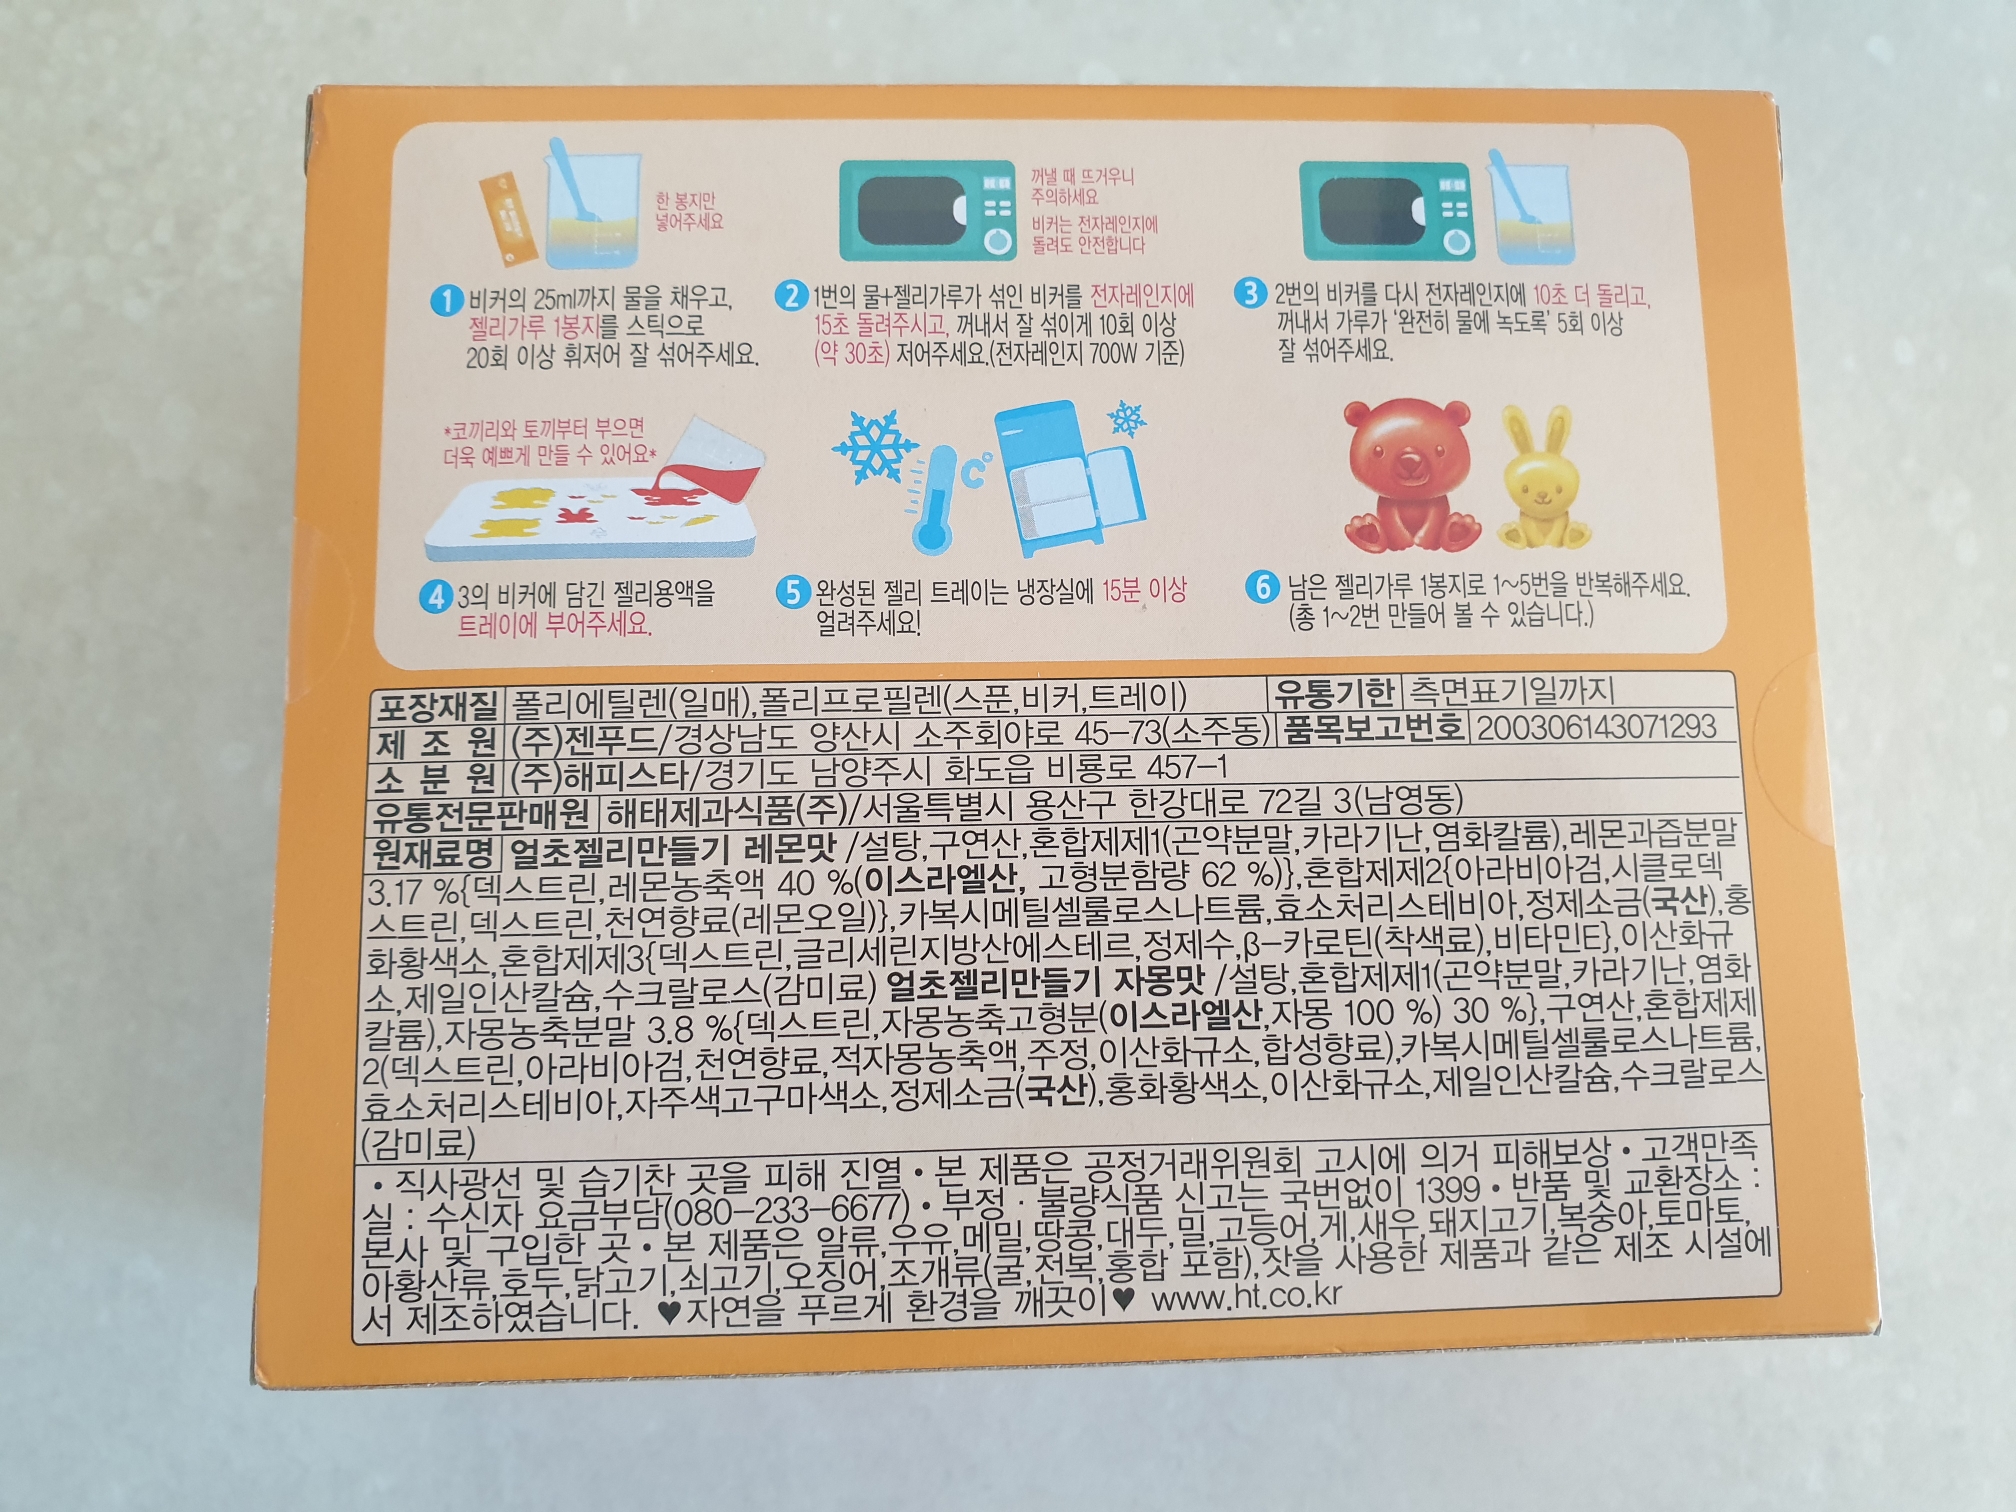 한 봉지만
넣어주세요
1 비커의 25ml까지 물을 채우고,
젤리가루 1봉지를 스틱으로
20회 이상 휘저어 잘 섞어주세요.
꺼낼 때 뜨거우니
주의하세요
비커는 전자레인지에
돌려도 안전합니다
2 1번의 물+젤리가루가 섞인 비커를 전자레인지에
15초 돌려주시고, 꺼내서 잘 섞이게 10회 이상
(약 30초) 저어주세요.(전자레인지 700W 기준)
3 2번의 비커를 다시 전자레인지에 10초 더 돌리고,
꺼내서 가루가 '완전히 물에 녹도록' 5회 이상
잘 섞어주세요.
*코끼리와 토끼부터 부으면
더욱 예쁘게 만들 수 있어요*
4 3의 비커에 담긴 젤리용액을
트레이에 부어주세요.
C°
5 완성된 젤리 트레이는 냉장실에 15분 이상
얼려주세요!
6 남은 젤리가루 1봉지로 1~5번을 반복해주세요.
(총 1~2번 만들어 볼 수 있습니다.)
포장재질 폴리에틸렌(일매),폴리프로필렌(스푼,비커,트레이) 유통기한 측면표기일까지
제 조 원 (주)젠푸드/경상남도 양산시 소주회야로 45-73(소주동) 품목보고번호 200306143071293
소 분 원 (주)해피스타/경기도 남양주시 화도읍 비룡로 457-1
유통전문판매원 해태제과식품(주)/서울특별시 용산구 한강대로 72길 3(남영동)
원재료명 얼초젤리만들기 레몬맛 /설탕,구연산,혼합제제1(곤약분말,카라기난,염화칼륨),레몬과즙분말
3.17 %{덱스트린,레몬농축액 40 %(이스라엘산, 고형분함량 62 %)},혼합제제2{아라비아검,시클로덱
스트린,덱스트린,천연향료(레몬오일)},카복시메틸셀룰로스나트륨,효소처리스테비아,정제소금(국산),홍
화황색소,혼합제제3{덱스트린,글리세린지방산에스테르,정제수,β-카로틴(착색료),비타민E},이산화규
소,제일인산칼슘,수크랄로스(감미료) 얼초젤리만들기 자몽맛 /설탕,혼합제제1(곤약분말,카라기난,염화
칼륨),자몽농축분말 3.8 %{덱스트린,자몽농축고형분(이스라엘산,자몽 100 %) 30 %},구연산,혼합제제
2(덱스트린,아라비아검,천연향료,적자몽농축액,주정,이산화규소,합성향료),카복시메틸셀룰로스나트륨,
효소처리스테비아,자주색고구마색소,정제소금(국산),홍화황색소,이산화규소,제일인산칼슘,수크랄로스
(감미료)
• 직사광선 및 습기찬 곳을 피해 진열 • 본 제품은 공정거래위원회 고시에 의거 피해보상 • 고객만족
실 : 수신자 요금부담(080-233-6677) • 부정 · 불량식품 신고는 국번없이 1399 • 반품 및 교환장소 :
본사 및 구입한 곳 • 본 제품은 알류,우유,메밀,땅콩,대두,밀,고등어,게,새우,돼지고기,복숭아,토마토,
아황산류,호두,닭고기,쇠고기,오징어,조개류(굴,전복,홍합 포함),잣을 사용한 제품과 같은 제조 시설에
서 제조하였습니다. ♥자연을 푸르게 환경을 깨끗이♥ www.ht.co.kr